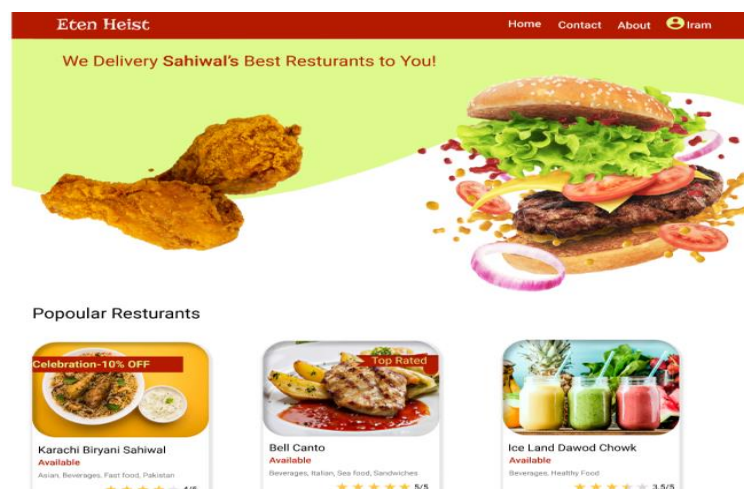 Eten Heist
Home Contact About Iram
We Delivery Sahiwal's Best Resturants to You!
Popoular Resturants
Celebration-10% OFF
Top Rated
Karachi Biryani Sahiwal
Available
Asian, Beverages, Fast food, Pakistan
4/5
Bell Canto
Available
Beverages, Italian, Sea food, Sandwiches
5/5
Ice Land Dawod Chowk
Available
Beverages, Healthy Food
3.5/5